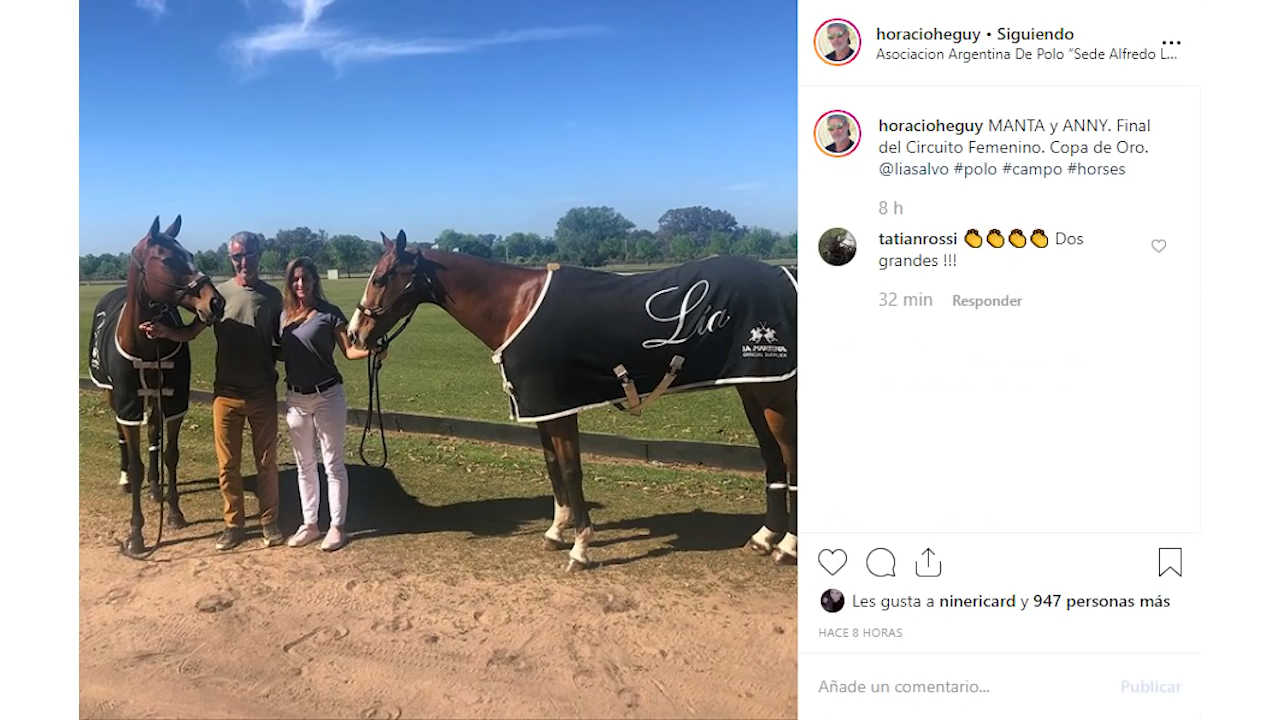 horacioheguy • Siguiendo
Asociacion Argentina De Polo "Sede Alfredo L...
horacioheguy MANTA y ANNY. Final
del Circuito Femenino. Copa de Oro.
@liasalvo #polo #campo #horses
8 h
tatianrossi 👏👏👏👏 Dos
grandes !!!
32 min Responder
Lia
LA MARTINA
OFFICIAL SUPPLIER
Les gusta a ninericard y 947 personas más
HACE 8 HORAS
Añade un comentario... Publicar